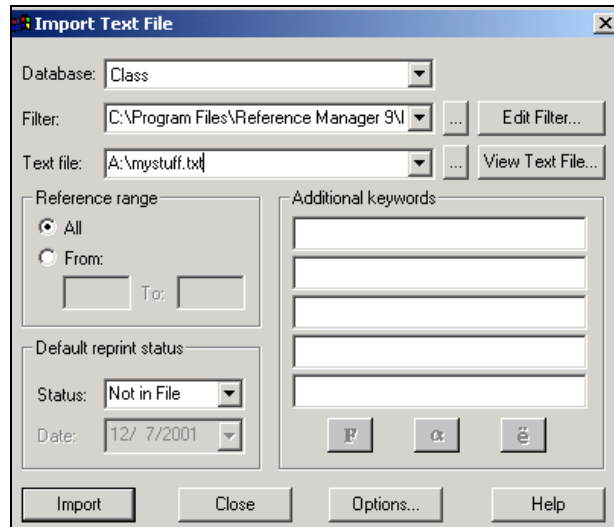 Import Text File
Database: Class
Filter: C:\Program Files\Reference Manager 9\I ... Edit Filter...
Text file: A:\mystuff.txt ... View Text File...
Reference range
All
From:
To:
Default reprint status
Status: Not in File
Date: 12/ 7/2001
Additional keywords
F α ë
Import Close Options... Help